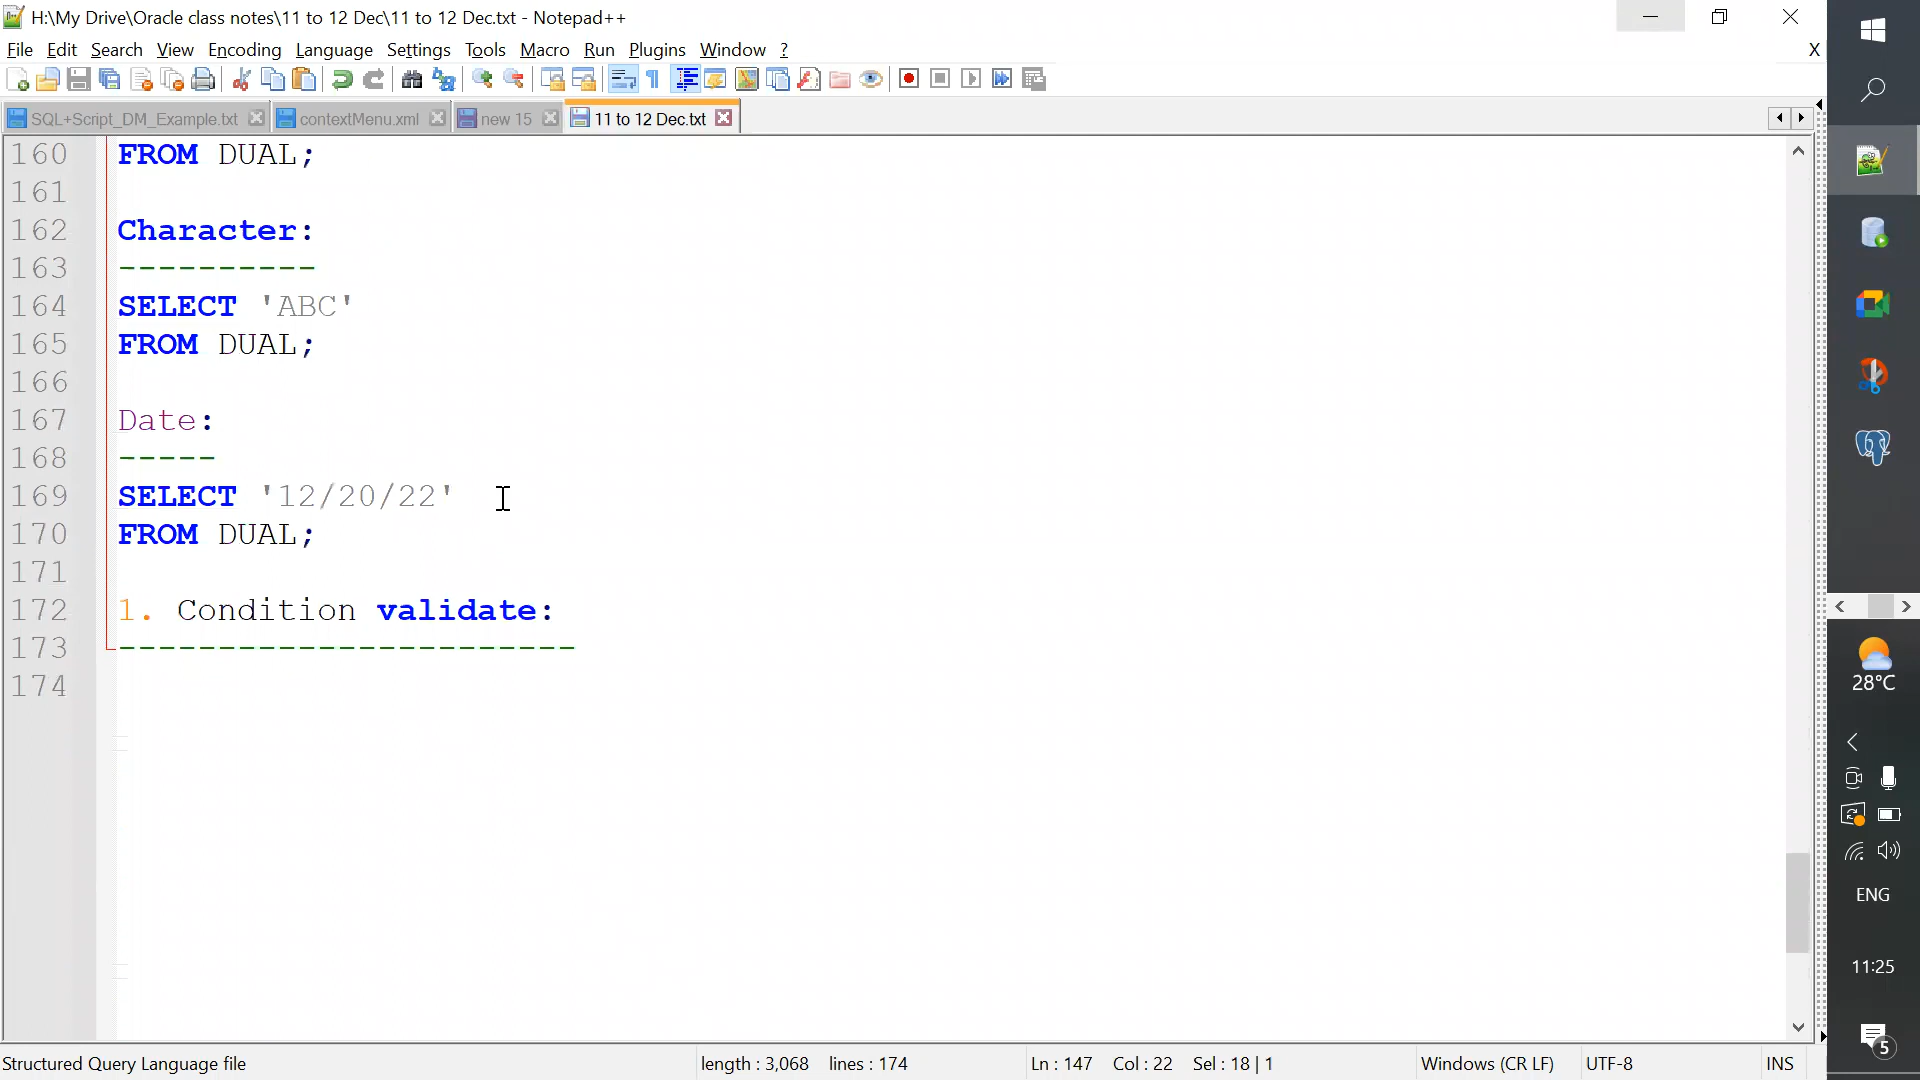 H:\My Drive\Oracle class notes\11 to 12 Dec\11 to 12 Dec.txt - Notepad++
File Edit Search View Encoding Language Settings Tools Macro Run Plugins Window ? X
SQL+Script_DM_Example.txt contextMenu.xml new 15 11 to 12 Dec.txt
160 FROM DUAL;
161
162 Character:
163 ----------
164 SELECT 'ABC'
165 FROM DUAL;
166
167 Date:
168 -----
169 SELECT '12/20/22'
170 FROM DUAL;
171
172 1. Condition validate:
173 -----------------------
174
Structured Query Language file length : 3,068 lines : 174 Ln : 147 Col : 22 Sel : 18 | 1 Windows (CR LF) UTF-8 INS
28°C
ENG
11:25
5